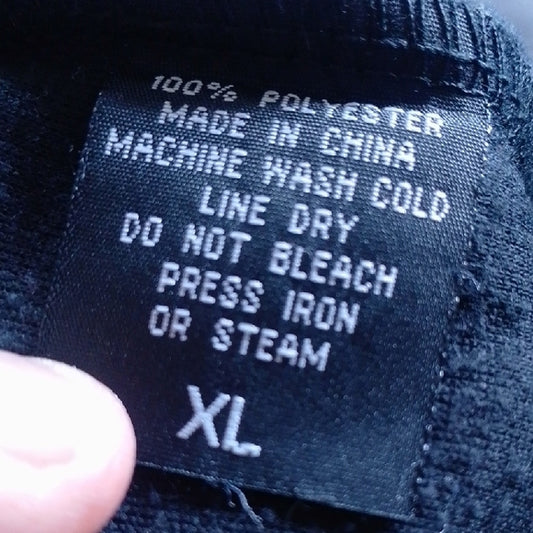 100% POLYESTER
MADE IN CHINA
MACHINE WASH COLD
LINE DRY
DO NOT BLEACH
PRESS IRON
OR STEAM
XL